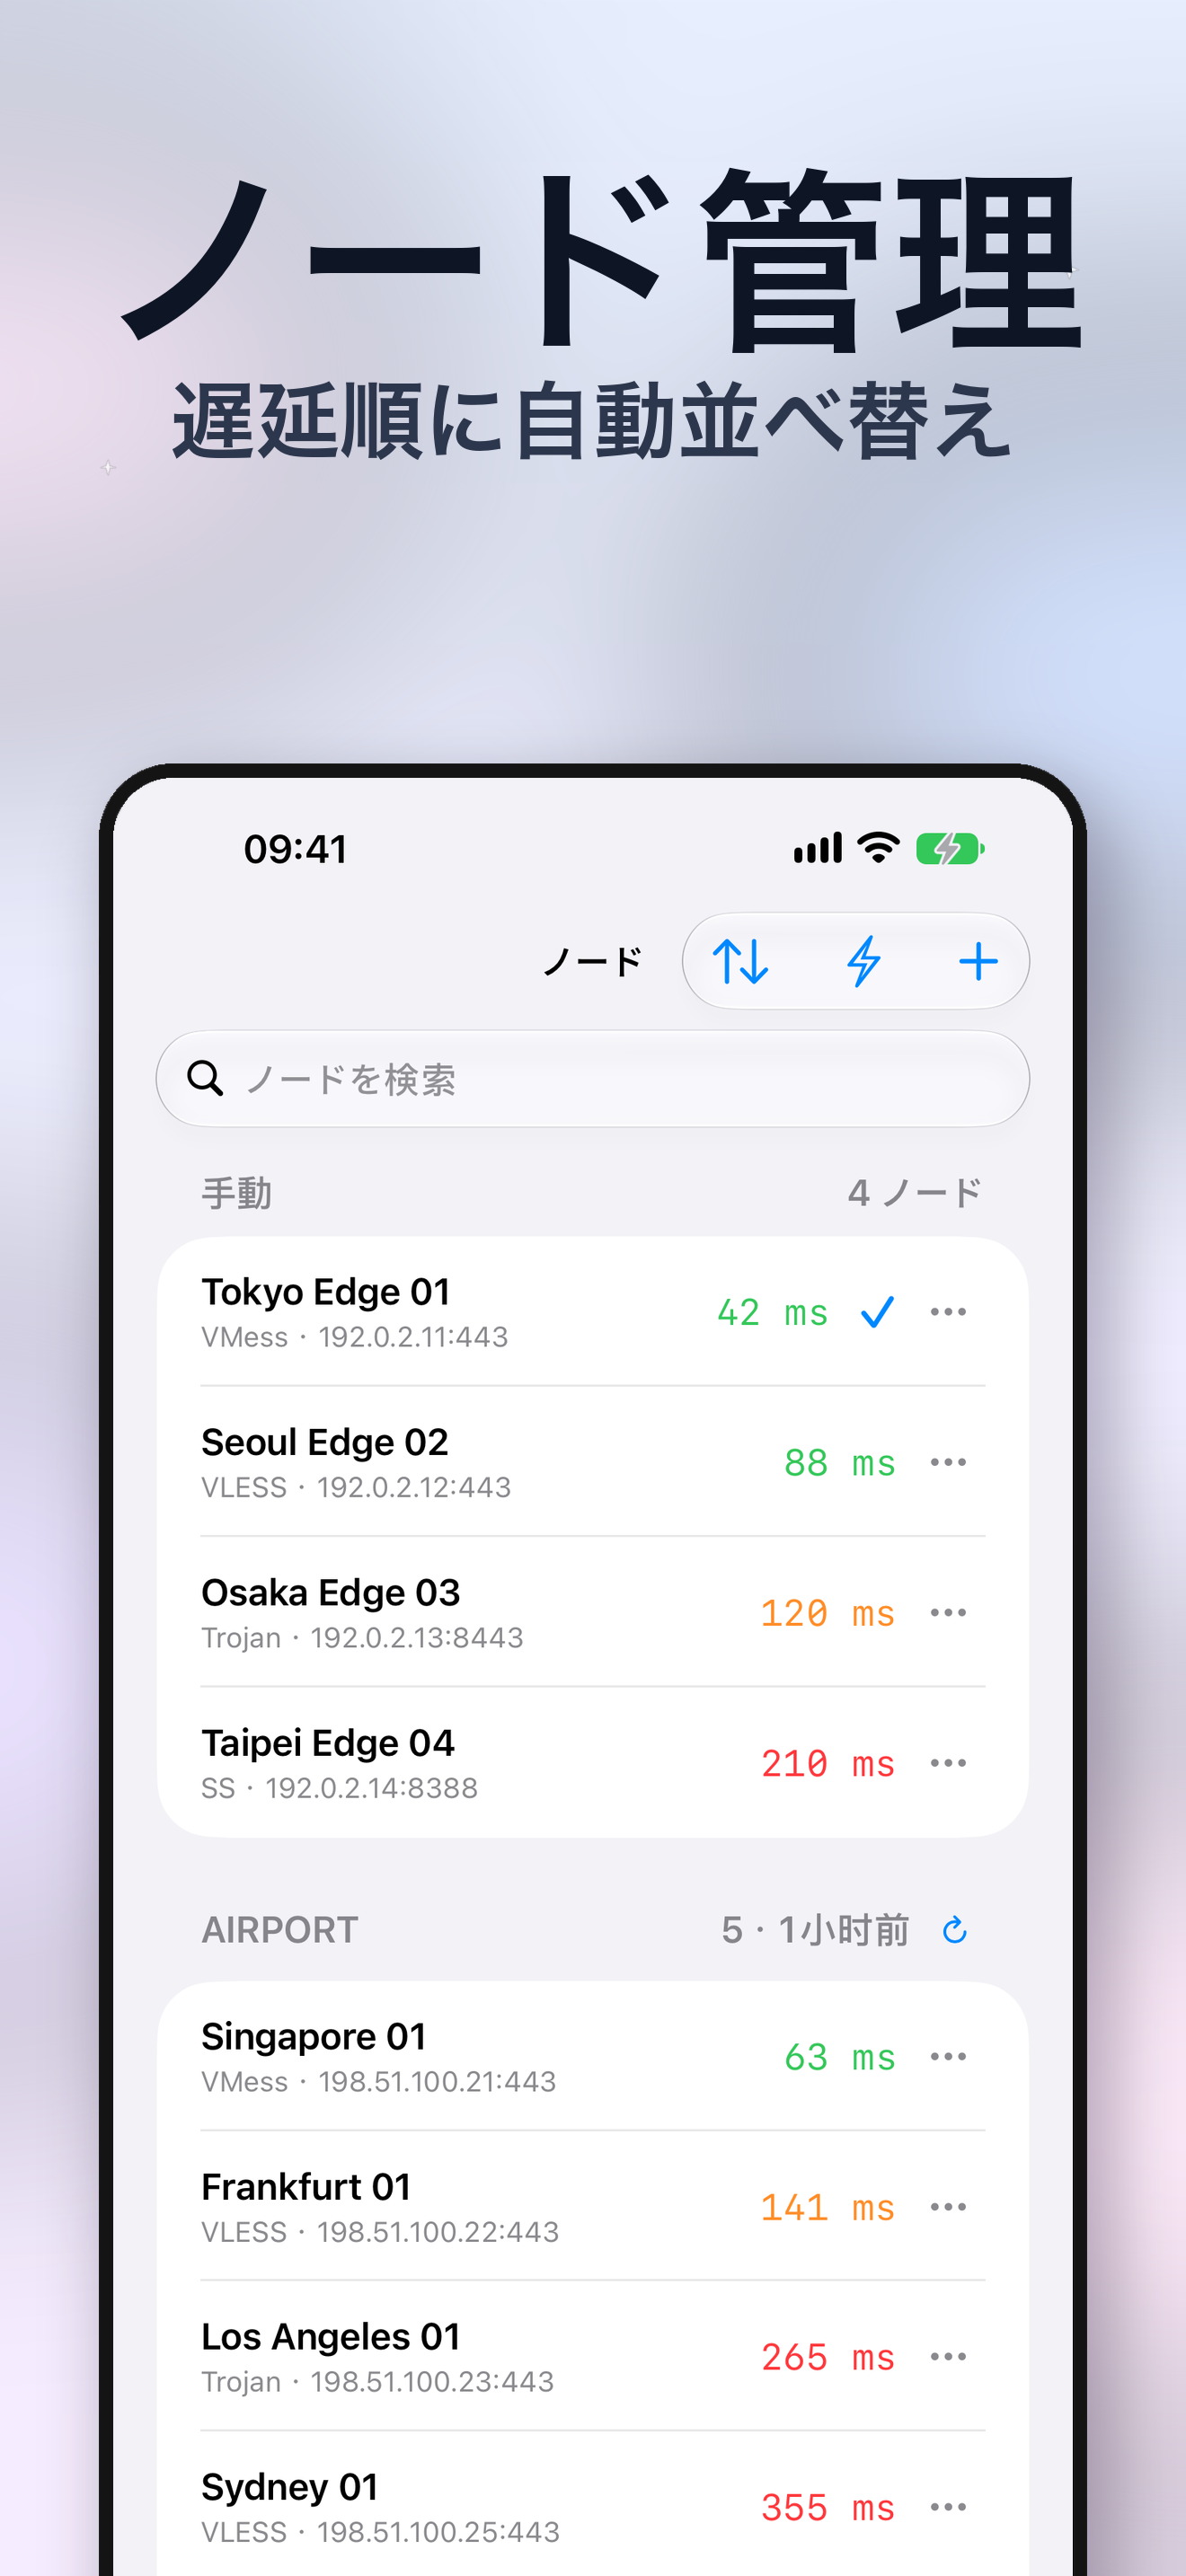 ノード管理
遅延順に自動並べ替え
09:41
ノード
ノードを検索
手動 4 ノード
Tokyo Edge 01
VMess · 192.0.2.11:443
42 ms
Seoul Edge 02
VLESS · 192.0.2.12:443
88 ms
Osaka Edge 03
Trojan · 192.0.2.13:8443
120 ms
Taipei Edge 04
SS · 192.0.2.14:8388
210 ms
AIRPORT 5 · 1小时前
Singapore 01
VMess · 198.51.100.21:443
63 ms
Frankfurt 01
VLESS · 198.51.100.22:443
141 ms
Los Angeles 01
Trojan · 198.51.100.23:443
265 ms
Sydney 01
VLESS · 198.51.100.25:443
355 ms